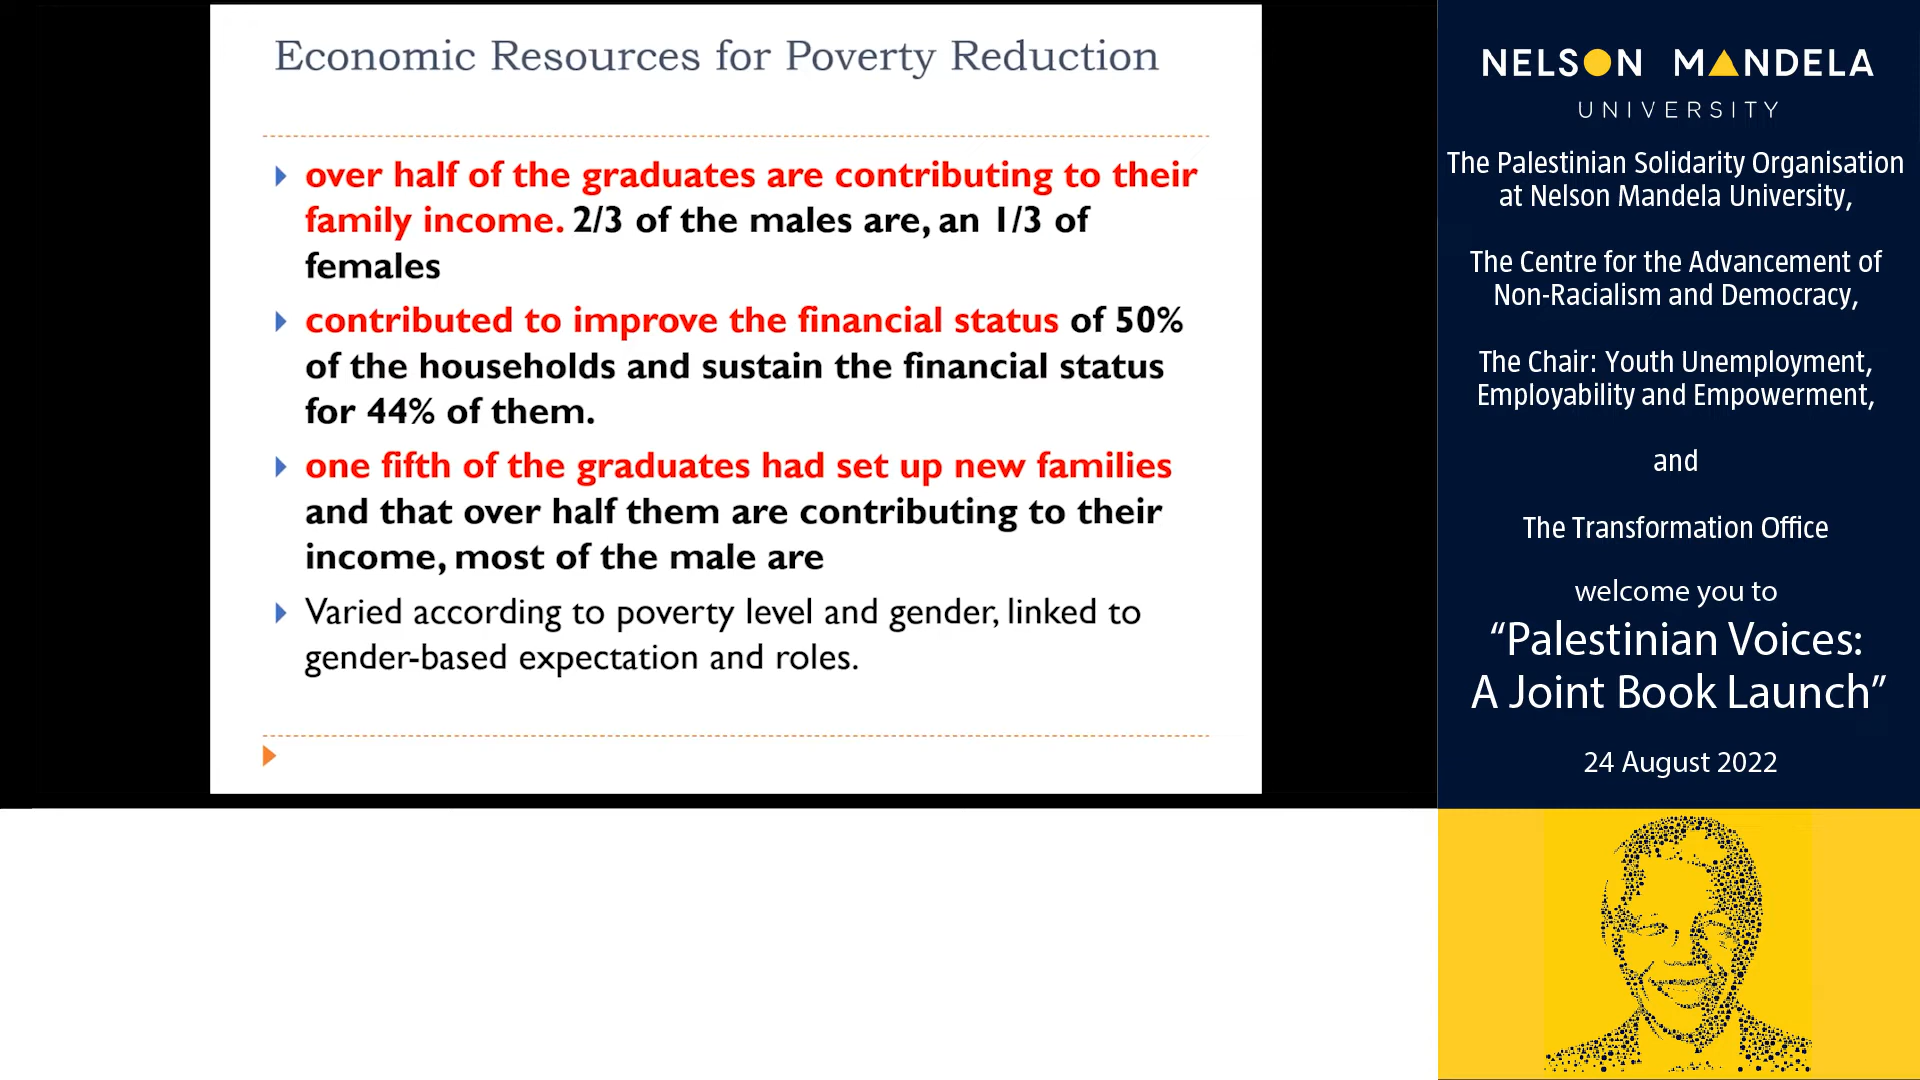 Economic Resources for Poverty Reduction
over half of the graduates are contributing to their
family income. 2/3 of the males are, an 1/3 of
females
contributed to improve the financial status of 50%
of the households and sustain the financial status
for 44% of them.
one fifth of the graduates had set up new families
and that over half them are contributing to their
income, most of the male are
Varied according to poverty level and gender, linked to
gender-based expectation and roles.
NELSON MANDELA
UNIVERSITY
The Palestinian Solidarity Organisation
at Nelson Mandela University,
The Centre for the Advancement of
Non-Racialism and Democracy,
The Chair: Youth Unemployment,
Employability and Empowerment,
and
The Transformation Office
welcome you to
“Palestinian Voices:
A Joint Book Launch”
24 August 2022